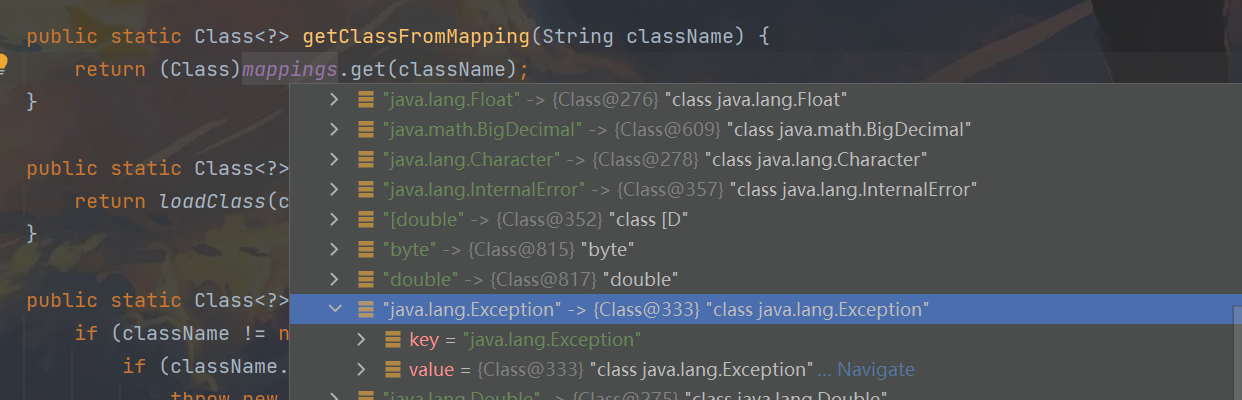 public static Class<?> getClassFromMapping(String className) {
return (Class)mappings.get(className);
}
"java.lang.Float" -> {Class@276} "class java.lang.Float"
"java.math.BigDecimal" -> {Class@609} "class java.math.BigDecimal"
"java.lang.Character" -> {Class@278} "class java.lang.Character"
public static Class<?>
"java.lang.InternalError" -> {Class@357} "class java.lang.InternalError"
return loadClass(c
"[double" -> {Class@352} "class [D"
}
"byte" -> {Class@815} "byte"
"double" -> {Class@817} "double"
public static Class<?>
"java.lang.Exception" -> {Class@333} "class java.lang.Exception"
if (className != n
key = "java.lang.Exception"
if (className.
value = {Class@333} "class java.lang.Exception" ... Navigate
throw new
"java.lang.Double" -> {Class@275} "class java.lang.Double"